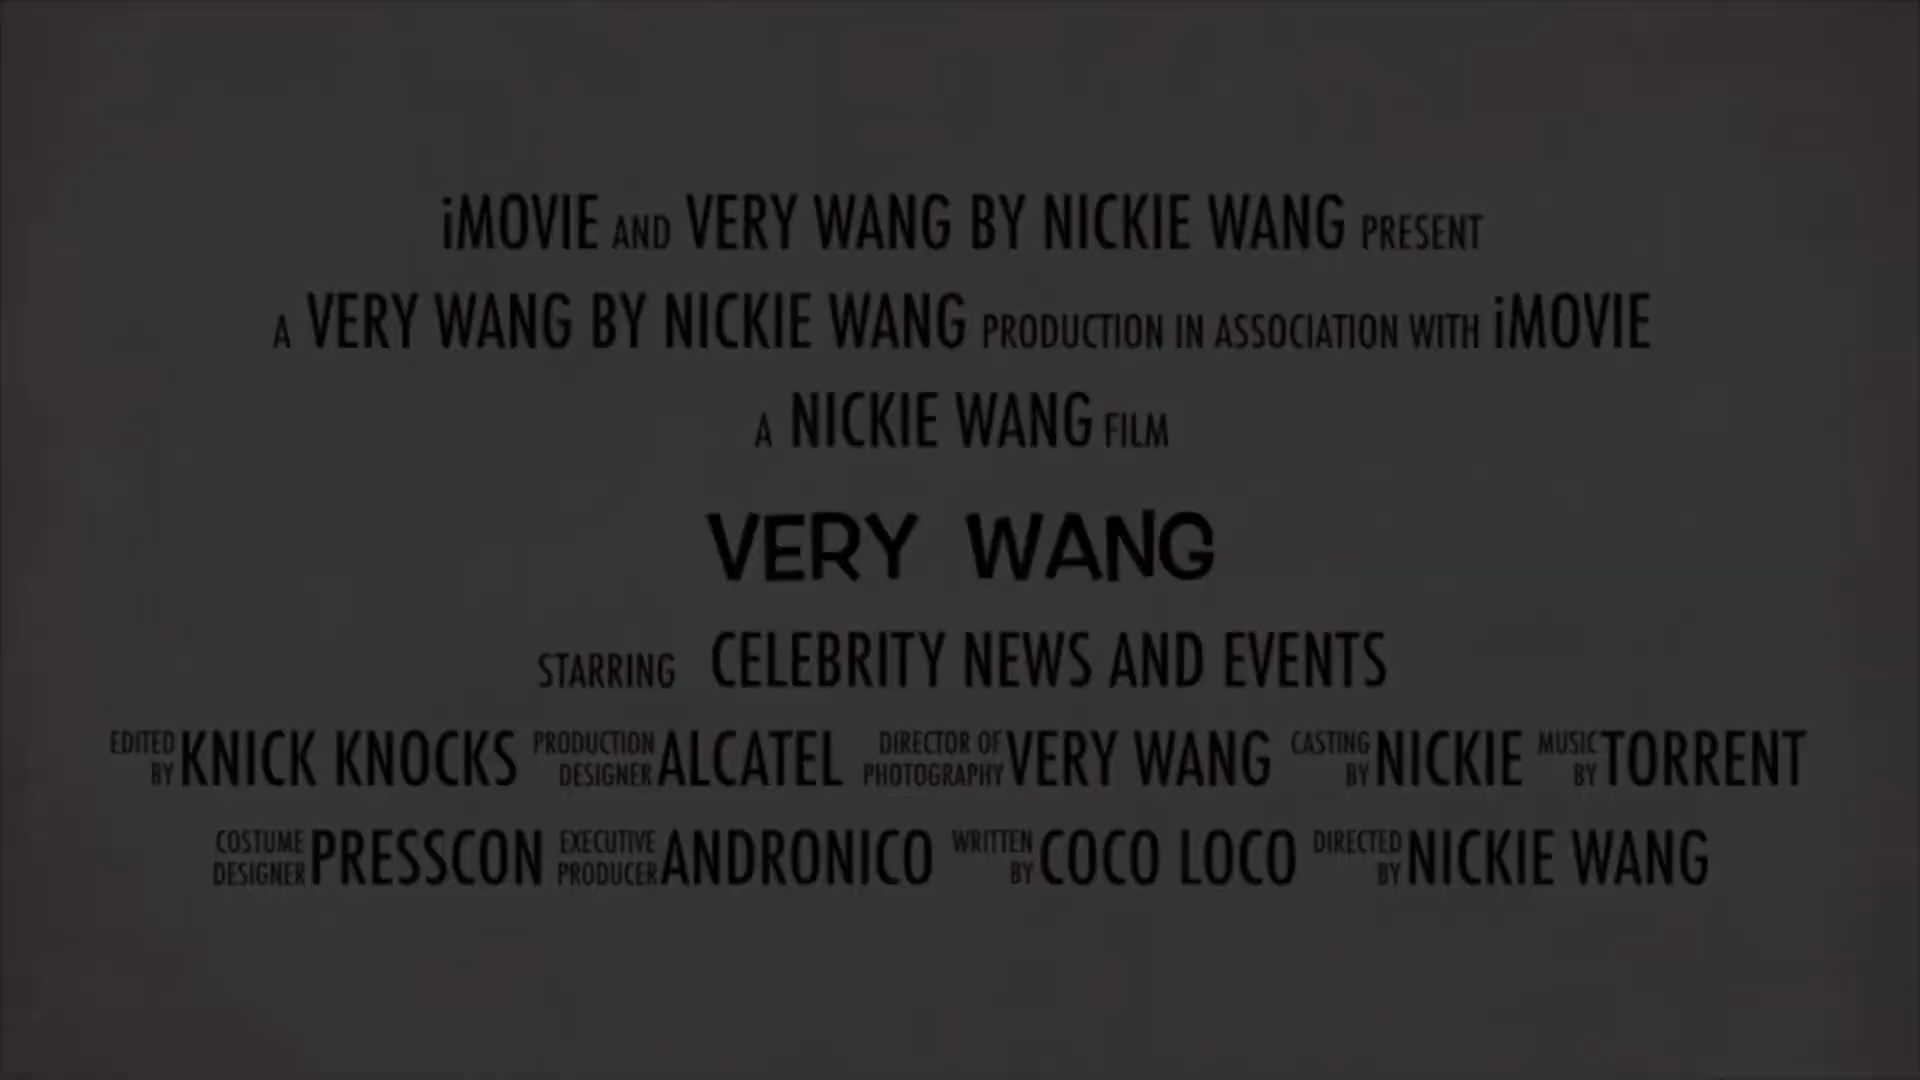 iMOVIE AND VERY WANG BY NICKIE WANG PRESENT
A VERY WANG BY NICKIE WANG PRODUCTION IN ASSOCIATION WITH iMOVIE
A NICKIE WANG FILM
VERY WANG
STARRING CELEBRITY NEWS AND EVENTS
EDITED BY KNICK KNOCKS PRODUCTION DESIGNER ALCATEL DIRECTOR OF PHOTOGRAPHY VERY WANG CASTING BY NICKIE MUSIC BY TORRENT
COSTUME DESIGNER PRESSCON EXECUTIVE PRODUCER ANDRONICO WRITTEN BY COCO LOCO DIRECTED BY NICKIE WANG